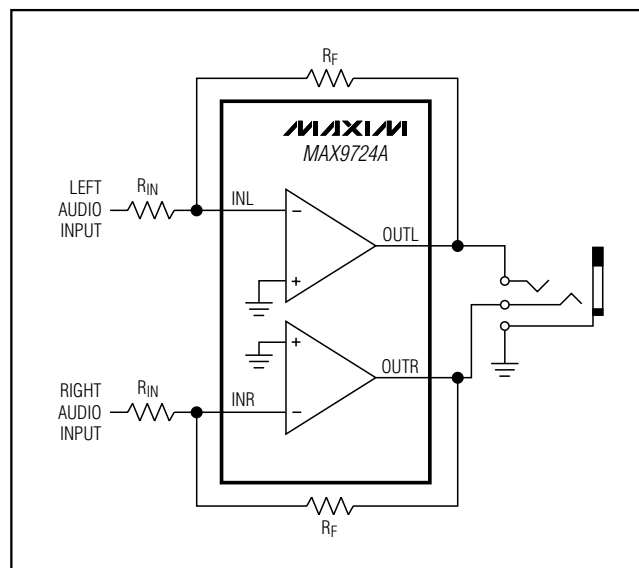 RF
MAXIM
MAX9724A
LEFT
AUDIO
INPUT
RIN
INL
−
OUTL
+
+
OUTR
RIGHT
AUDIO
INPUT
RIN
INR
−
RF